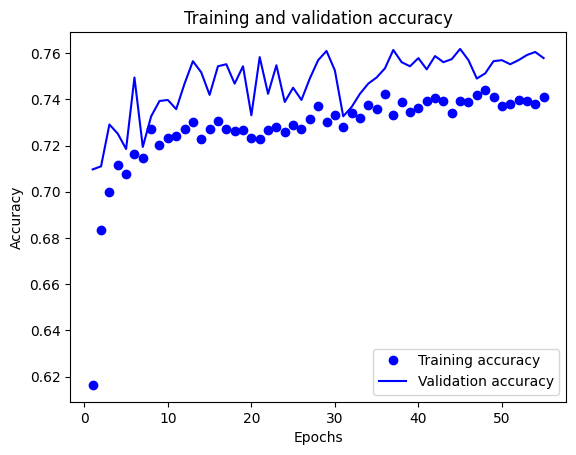 Training and validation accuracy
0.76
0.74
0.72
0.70
0.68
0.66
0.64
0.62
Accuracy
0
10
20
30
40
50
Epochs
Training accuracy
Validation accuracy